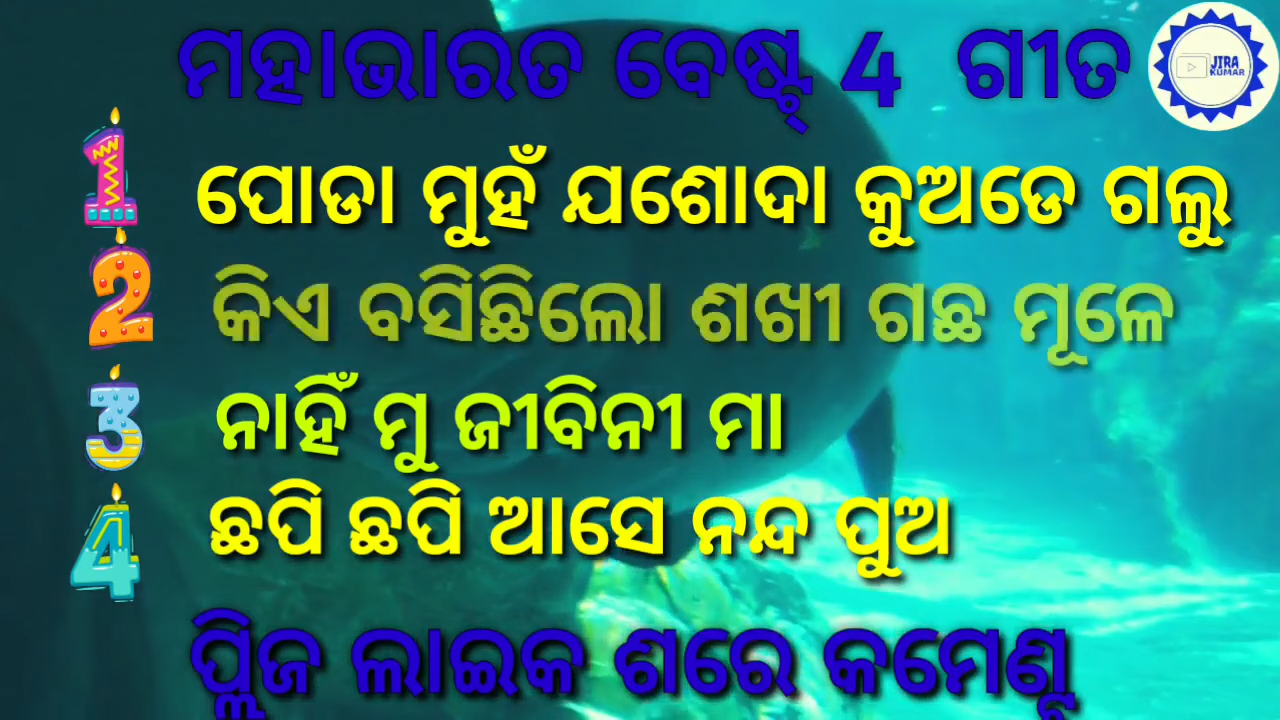 ମହାଭାରତ ବେଷ୍ଟ୍ 4 ଗୀତ
JIRA
KUMAR
1 ପୋଡା ମୁହଁ ଯଶୋଦା କୁଅଡେ ଗଲୁ
2 କିଏ ବସିଛିଲୋ ଶଖୀ ଗଛ ମୂଳେ
3 ନାହିଁ ମୁ ଜୀବିନୀ ମା
4 ଛପି ଛପି ଆସେ ନନ୍ଦ ପୁଅ
ପ୍ଲିଜ ଲାଇକ ଶରେ କମେଣ୍ଟ